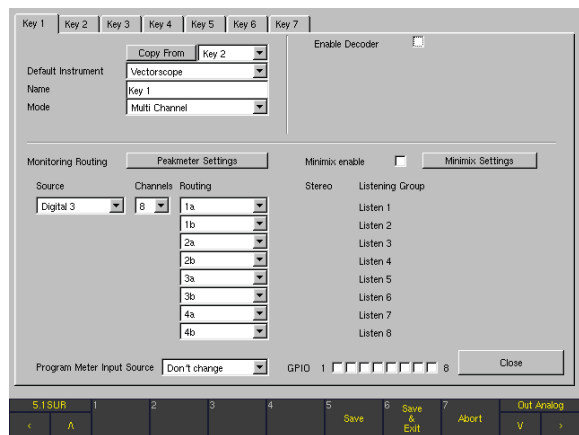 Key 1 Key 2 Key 3 Key 4 Key 5 Key 6 Key 7
Copy From Key 2 Enable Decoder
Default Instrument Vectorscope
Name Key 1
Mode Multi Channel
Monitoring Routing Peakmeter Settings Minimix enable Minimix Settings
Source Channels Routing Stereo Listening Group
Digital 3 8 1a Listen 1
1b Listen 2
2a Listen 3
2b Listen 4
3a Listen 5
3b Listen 6
4a Listen 7
4b Listen 8
Program Meter Input Source Don't change GPIO 1 8 Close
5.1SUR 1 2 3 4 5 6 7 Out Analog
< Λ Save Save & Exit Abort V >